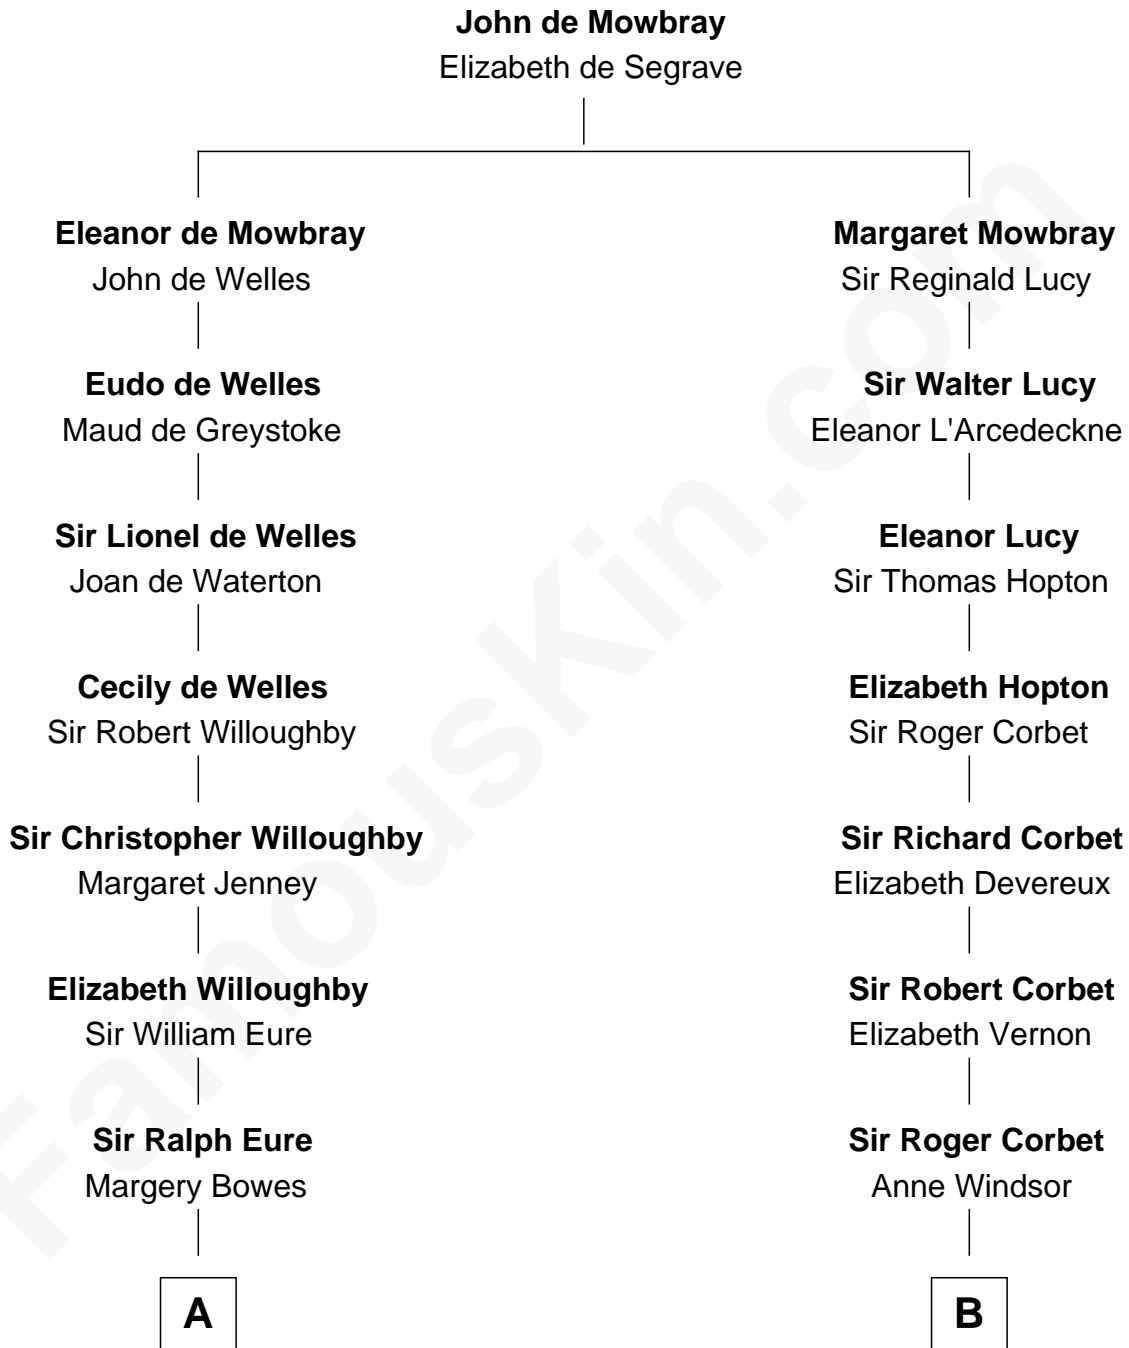 John de Mowbray
Elizabeth de Segrave
Eleanor de Mowbray
John de Welles
Eudo de Welles
Maud de Greystoke
Sir Lionel de Welles
Joan de Waterton
Cecily de Welles
Sir Robert Willoughby
Sir Christopher Willoughby
Margaret Jenney
Elizabeth Willoughby
Sir William Eure
Sir Ralph Eure
Margery Bowes
A
Margaret Mowbray
Sir Reginald Lucy
Sir Walter Lucy
Eleanor L'Arcedeckne
Eleanor Lucy
Sir Thomas Hopton
Elizabeth Hopton
Sir Roger Corbet
Sir Richard Corbet
Elizabeth Devereux
Sir Robert Corbet
Elizabeth Vernon
Sir Roger Corbet
Anne Windsor
B
FamousKin.com